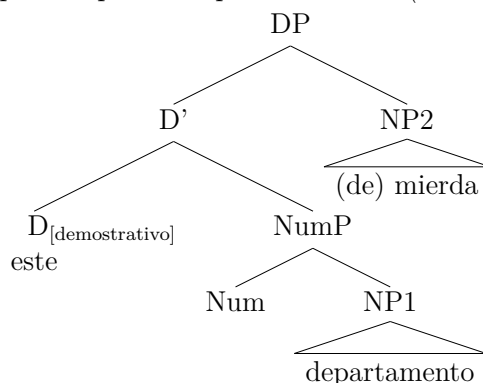 DP
D' NP2
(de) mierda
D[demostrativo] NumP
este
Num NP1
departamento